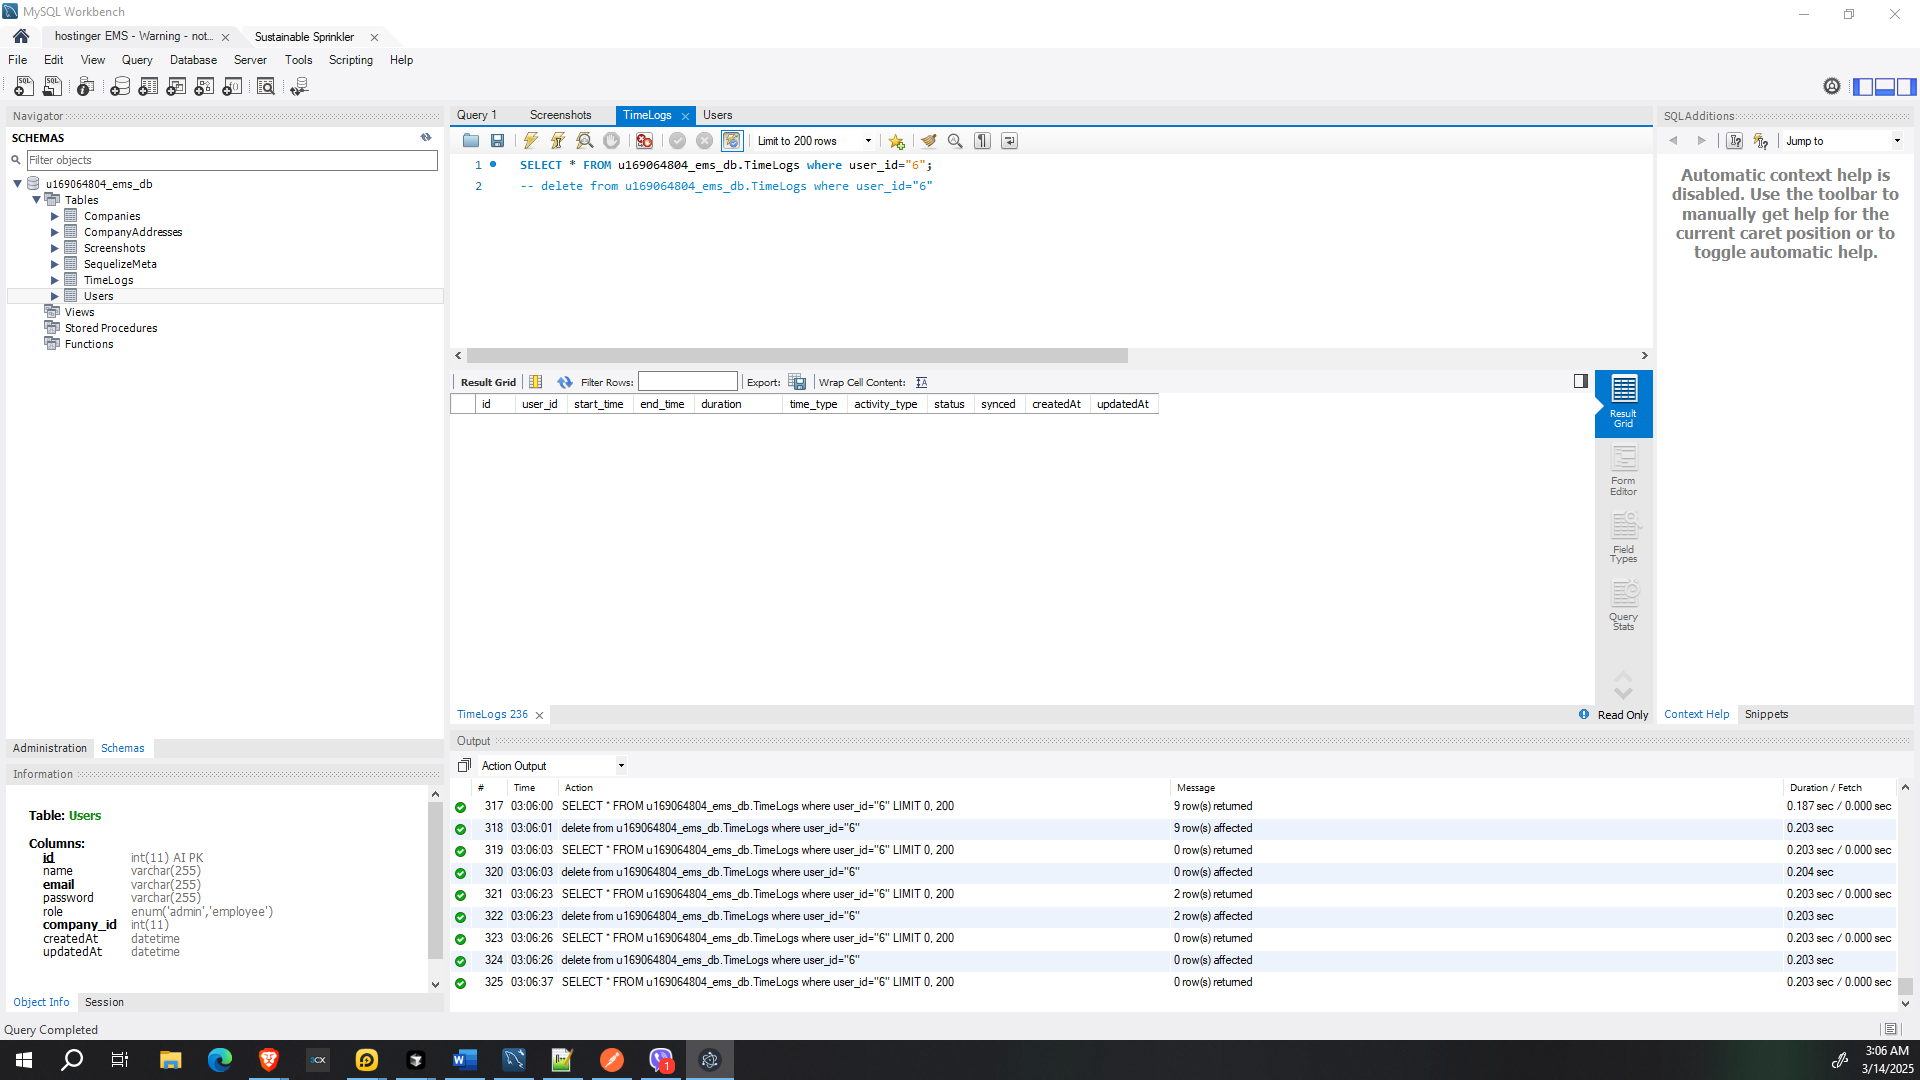 MySQL Workbench
hostinger EMS - Warning - not...
Sustainable Sprinkler
File Edit View Query Database Server Tools Scripting Help
Navigator
SCHEMAS
Filter objects
u169064804_ems_db
Tables
Companies
CompanyAddresses
Screenshots
SequelizeMeta
TimeLogs
Users
Views
Stored Procedures
Functions
Administration Schemas
Information
Table: Users
Columns:
id int(11) AI PK
name varchar(255)
email varchar(255)
password varchar(255)
role enum('admin','employee')
company_id int(11)
createdAt datetime
updatedAt datetime
Object Info Session
Query Completed
Query 1 Screenshots TimeLogs Users
Limit to 200 rows
1 SELECT * FROM u169064804_ems_db.TimeLogs where user_id="6";
2 -- delete from u169064804_ems_db.TimeLogs where user_id="6"
Result Grid Filter Rows: Export: Wrap Cell Content:
id user_id start_time end_time duration time_type activity_type status synced createdAt updatedAt
Result Grid
Form Editor
Field Types
Query Stats
TimeLogs 236
Read Only
SQLAdditions
Jump to
Automatic context help is
disabled. Use the toolbar to
manually get help for the
current caret position or to
toggle automatic help.
Context Help Snippets
Output
Action Output
# Time Action Message Duration / Fetch
317 03:06:00 SELECT * FROM u169064804_ems_db.TimeLogs where user_id="6" LIMIT 0, 200 9 row(s) returned 0.187 sec / 0.000 sec
318 03:06:01 delete from u169064804_ems_db.TimeLogs where user_id="6" 9 row(s) affected 0.203 sec
319 03:06:03 SELECT * FROM u169064804_ems_db.TimeLogs where user_id="6" LIMIT 0, 200 0 row(s) returned 0.203 sec / 0.000 sec
320 03:06:03 delete from u169064804_ems_db.TimeLogs where user_id="6" 0 row(s) affected 0.204 sec
321 03:06:23 SELECT * FROM u169064804_ems_db.TimeLogs where user_id="6" LIMIT 0, 200 2 row(s) returned 0.203 sec / 0.000 sec
322 03:06:23 delete from u169064804_ems_db.TimeLogs where user_id="6" 2 row(s) affected 0.203 sec
323 03:06:26 SELECT * FROM u169064804_ems_db.TimeLogs where user_id="6" LIMIT 0, 200 0 row(s) returned 0.203 sec / 0.000 sec
324 03:06:26 delete from u169064804_ems_db.TimeLogs where user_id="6" 0 row(s) affected 0.203 sec
325 03:06:37 SELECT * FROM u169064804_ems_db.TimeLogs where user_id="6" LIMIT 0, 200 0 row(s) returned 0.203 sec / 0.000 sec
3:06 AM
3/14/2025